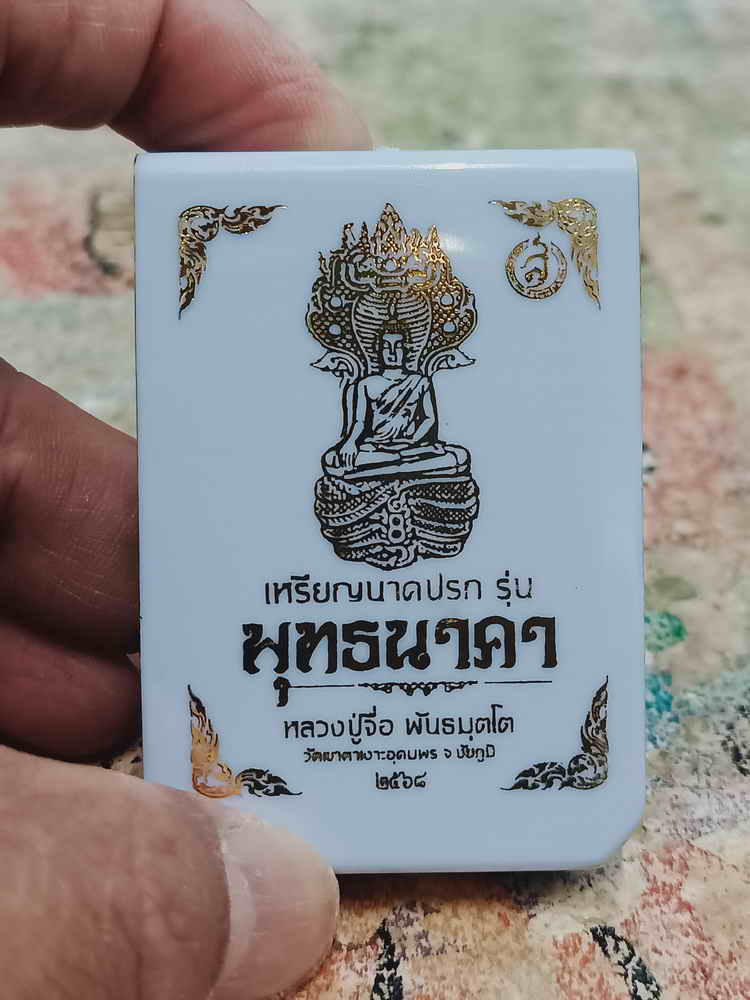 เหรียญนาคปรก รุ่น
พุทธนาคา
หลวงปู่จื่อ พันธมุตโต
วัดเขาตาเงาะอุดมพร จ ชัยภูมิ
๒๕๖๘